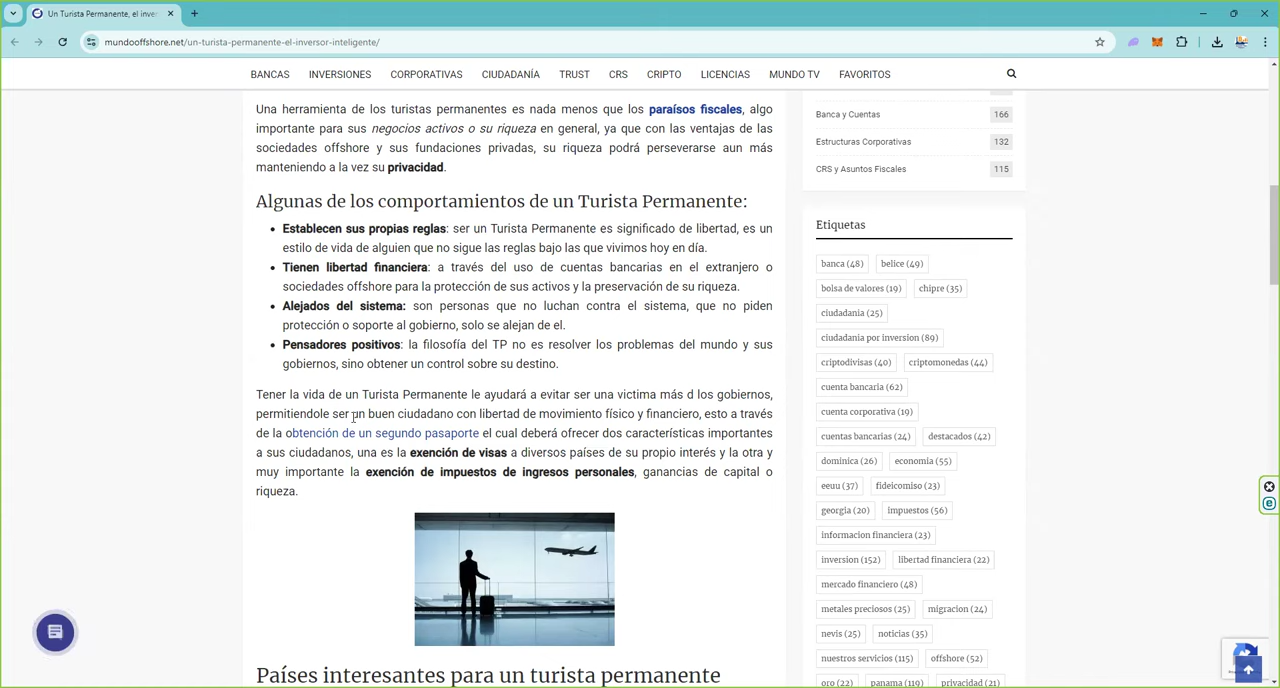 Un Turista Permanente, el inver
mundooffshore.net/un-turista-permanente-el-inversor-inteligente/
BANCAS INVERSIONES CORPORATIVAS CIUDADANÍA TRUST CRS CRIPTO LICENCIAS MUNDO TV FAVORITOS
Una herramienta de los turistas permanentes es nada menos que los paraísos fiscales, algo
importante para sus negocios activos o su riqueza en general, ya que con las ventajas de las
sociedades offshore y sus fundaciones privadas, su riqueza podrá perseverarse aun más
manteniendo a la vez su privacidad.
Algunas de los comportamientos de un Turista Permanente:
Establecen sus propias reglas: ser un Turista Permanente es significado de libertad, es un
estilo de vida de alguien que no sigue las reglas bajo las que vivimos hoy en día.
Tienen libertad financiera: a través del uso de cuentas bancarias en el extranjero o
sociedades offshore para la protección de sus activos y la preservación de su riqueza.
Alejados del sistema: son personas que no luchan contra el sistema, que no piden
protección o soporte al gobierno, solo se alejan de el.
Pensadores positivos: la filosofía del TP no es resolver los problemas del mundo y sus
gobiernos, sino obtener un control sobre su destino.
Tener la vida de un Turista Permanente le ayudará a evitar ser una victima más d los gobiernos,
permitiendole ser un buen ciudadano con libertad de movimiento físico y financiero, esto a través
de la obtención de un segundo pasaporte el cual deberá ofrecer dos características importantes
a sus ciudadanos, una es la exención de visas a diversos países de su propio interés y la otra y
muy importante la exención de impuestos de ingresos personales, ganancias de capital o
riqueza.
Países interesantes para un turista permanente
Banca y Cuentas 166
Estructuras Corporativas 132
CRS y Asuntos Fiscales 115
Etiquetas
banca (48) belice (49)
bolsa de valores (19) chipre (35)
ciudadania (25)
ciudadania por inversion (89)
criptodivisas (40) criptomonedas (44)
cuenta bancaria (62)
cuenta corporativa (19)
cuentas bancarias (24) destacados (42)
dominica (26) economia (55)
eeuu (37) fideicomiso (23)
georgia (20) impuestos (56)
informacion financiera (23)
inversion (152) libertad financiera (22)
mercado financiero (48)
metales preciosos (25) migracion (24)
nevis (25) noticias (35)
nuestros servicios (115) offshore (52)
oro (22) panama (119) privacidad (21)